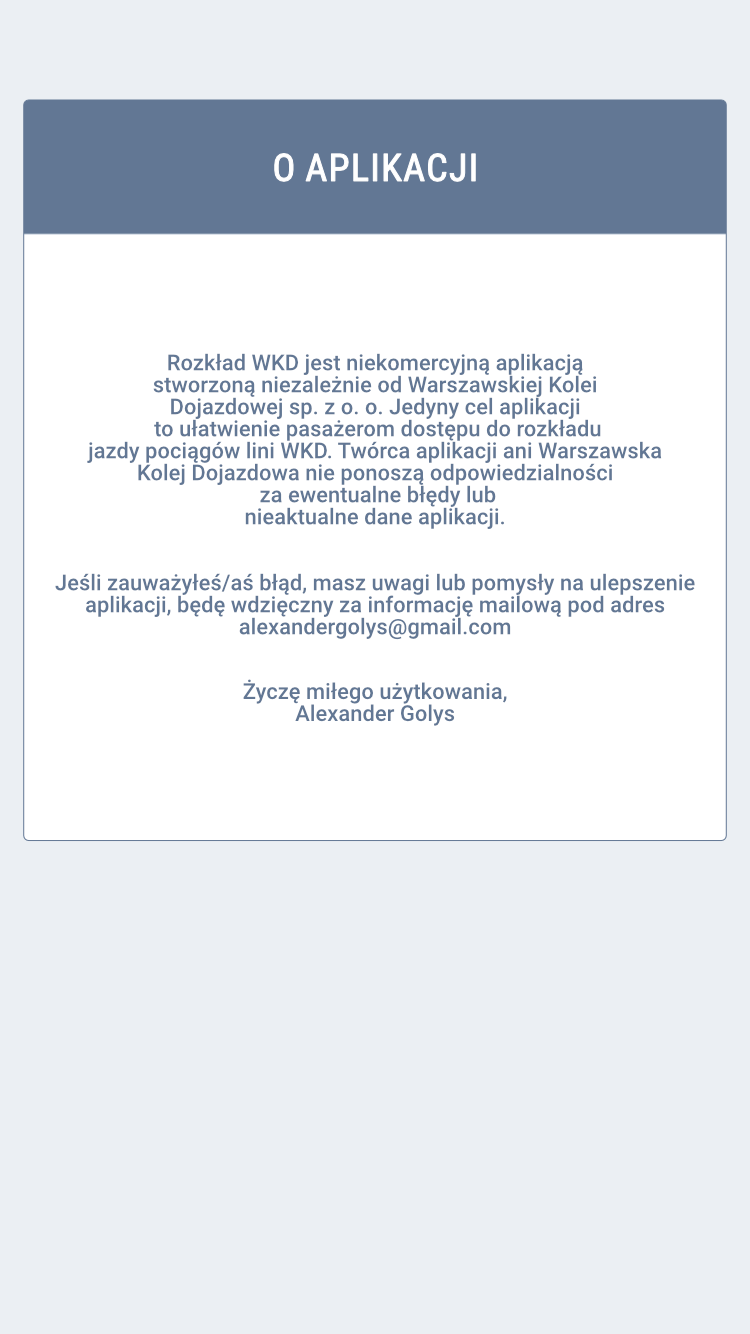 O APLIKACJI
Rozkład WKD jest niekomercyjną aplikacją
stworzoną niezależnie od Warszawskiej Kolei
Dojazdowej sp. z o. o. Jedyny cel aplikacji
to ułatwienie pasażerom dostępu do rozkładu
jazdy pociągów lini WKD. Twórca aplikacji ani Warszawska
Kolej Dojazdowa nie ponoszą odpowiedzialności
za ewentualne błędy lub
nieaktualne dane aplikacji.
Jeśli zauważyłeś/aś błąd, masz uwagi lub pomysły na ulepszenie
aplikacji, będę wdzięczny za informację mailową pod adres
alexandergolys@gmail.com
Życzę miłego użytkowania,
Alexander Golys